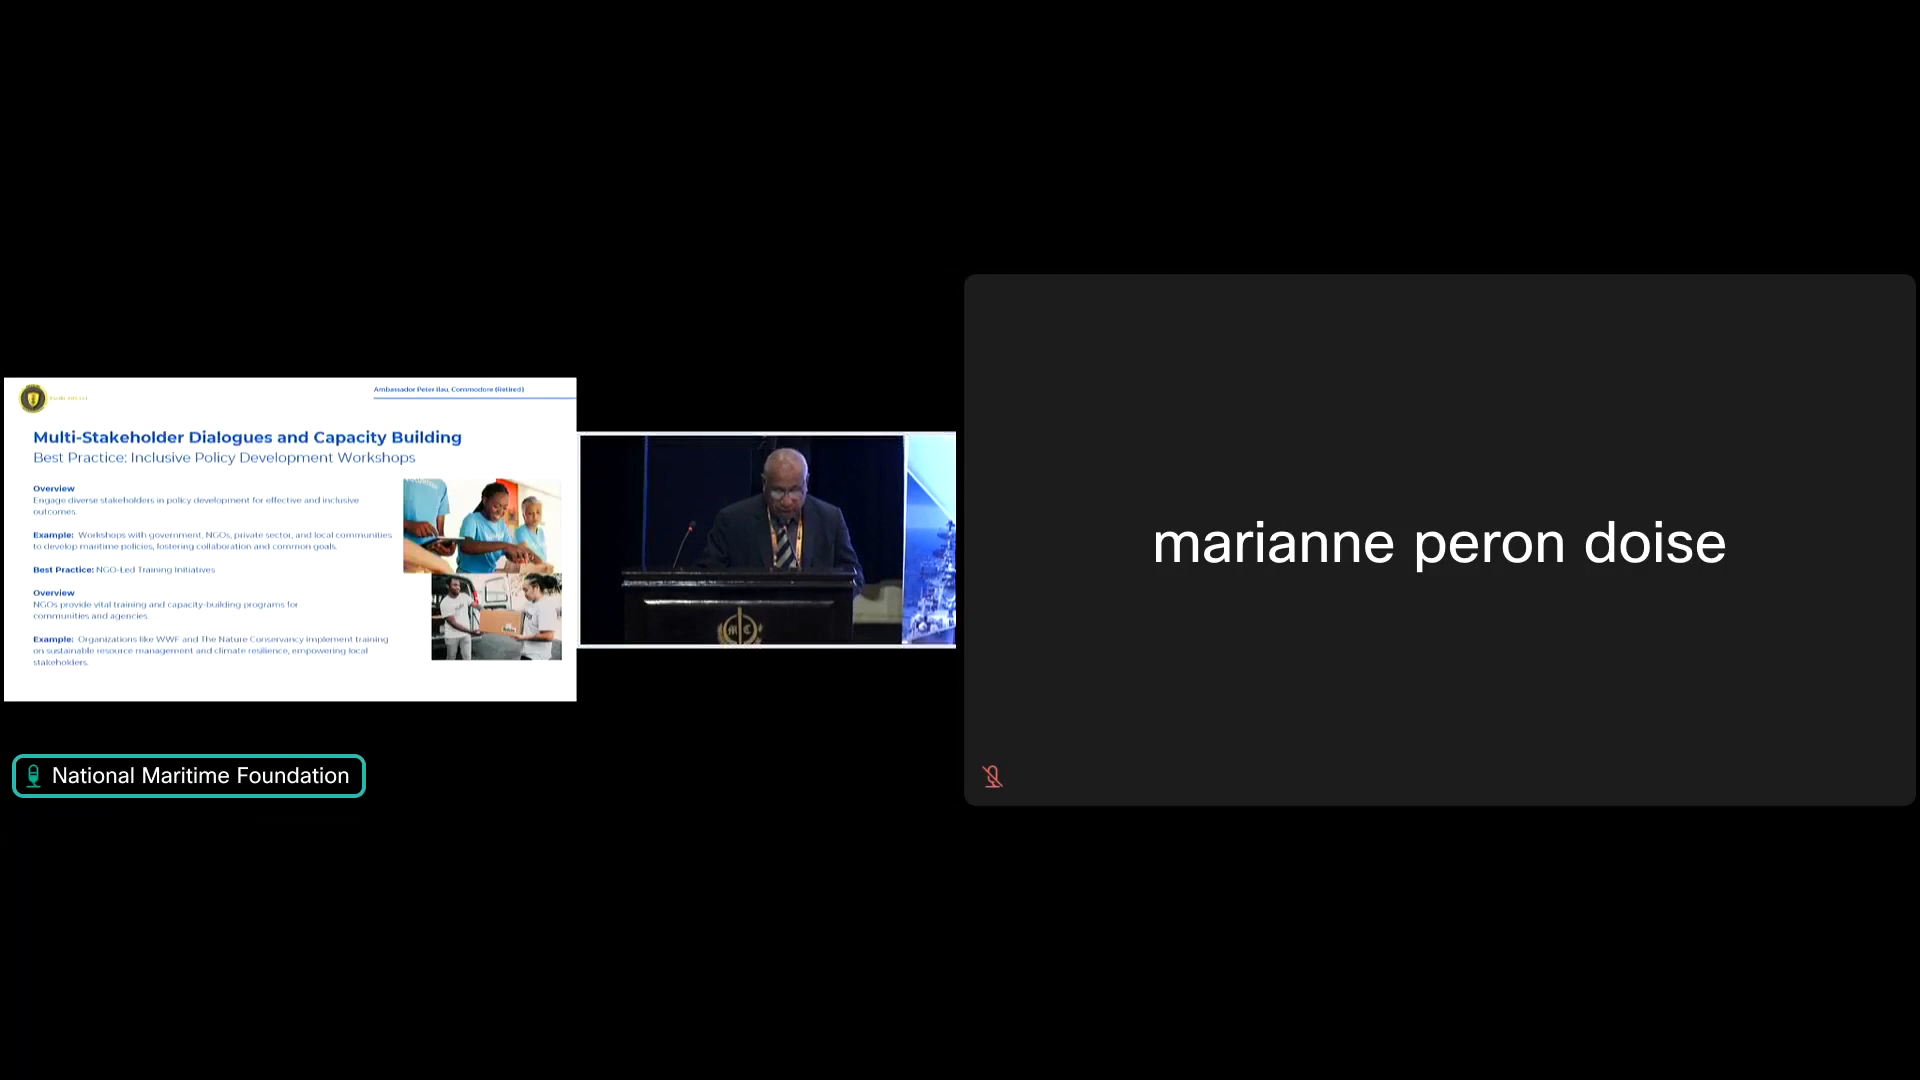 Ambassador Peter Ilau, Commodore (Retired)
Multi-Stakeholder Dialogues and Capacity Building
Best Practice: Inclusive Policy Development Workshops
Overview
Engage diverse stakeholders in policy development for effective and inclusive
outcomes.
Example: Workshops with government, NGOs, private sector, and local communities
to develop maritime policies, fostering collaboration and common goals.
Best Practice: NGO-Led Training Initiatives
Overview
NGOs provide vital training and capacity-building programs for
communities and agencies.
Example: Organizations like WWF and The Nature Conservancy implement training
on sustainable resource management and climate resilience, empowering local
stakeholders.
National Maritime Foundation
marianne peron doise